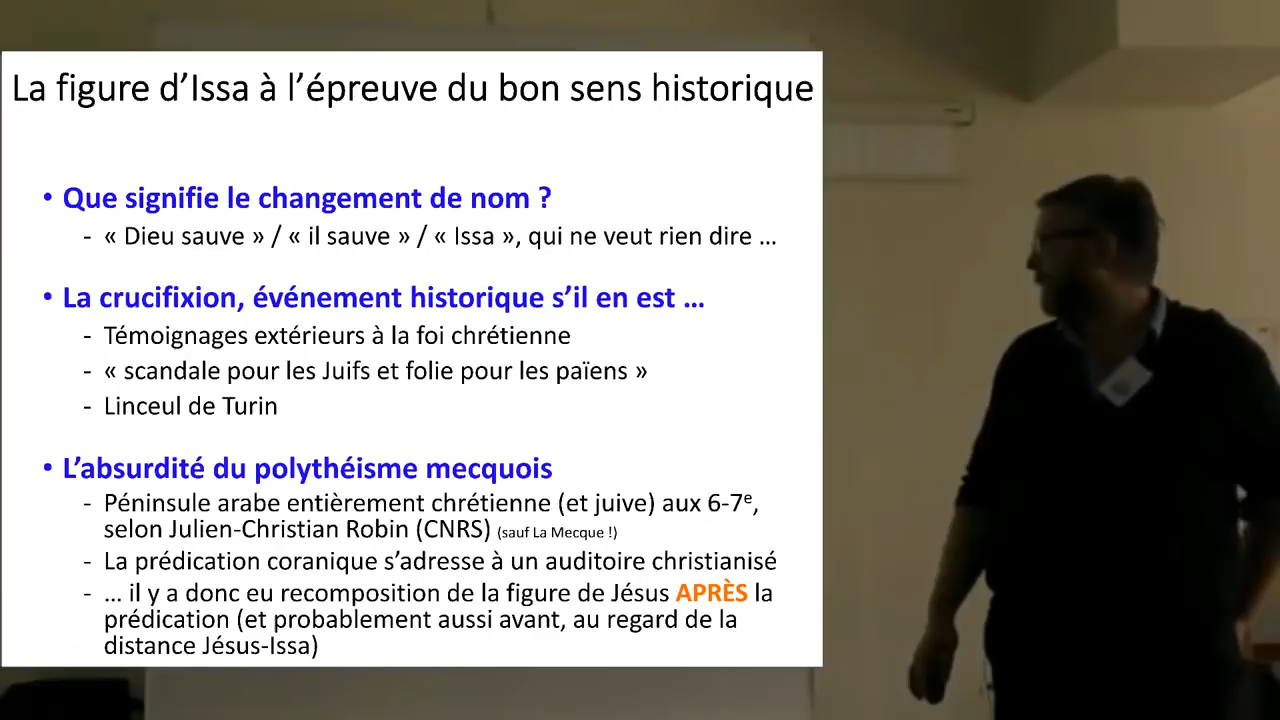 La figure d’Issa à l’épreuve du bon sens historique
• Que signifie le changement de nom ?
- « Dieu sauve » / « il sauve » / « Issa », qui ne veut rien dire …
• La crucifixion, événement historique s’il en est …
- Témoignages extérieurs à la foi chrétienne
- « scandale pour les Juifs et folie pour les païens »
- Linceul de Turin
• L’absurdité du polythéisme mecquois
- Péninsule arabe entièrement chrétienne (et juive) aux 6-7e,
selon Julien-Christian Robin (CNRS) (sauf La Mecque !)
- La prédication coranique s’adresse à un auditoire christianisé
- … il y a donc eu recomposition de la figure de Jésus APRÈS la
prédication (et probablement aussi avant, au regard de la
distance Jésus-Issa)